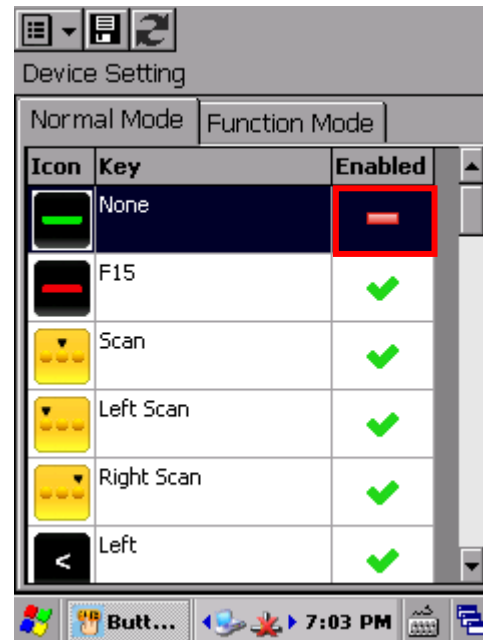 Device Setting
Normal Mode Function Mode
Icon Key Enabled
None
F15
Scan
Left Scan
Right Scan
< Left
Butt... 7:03 PM